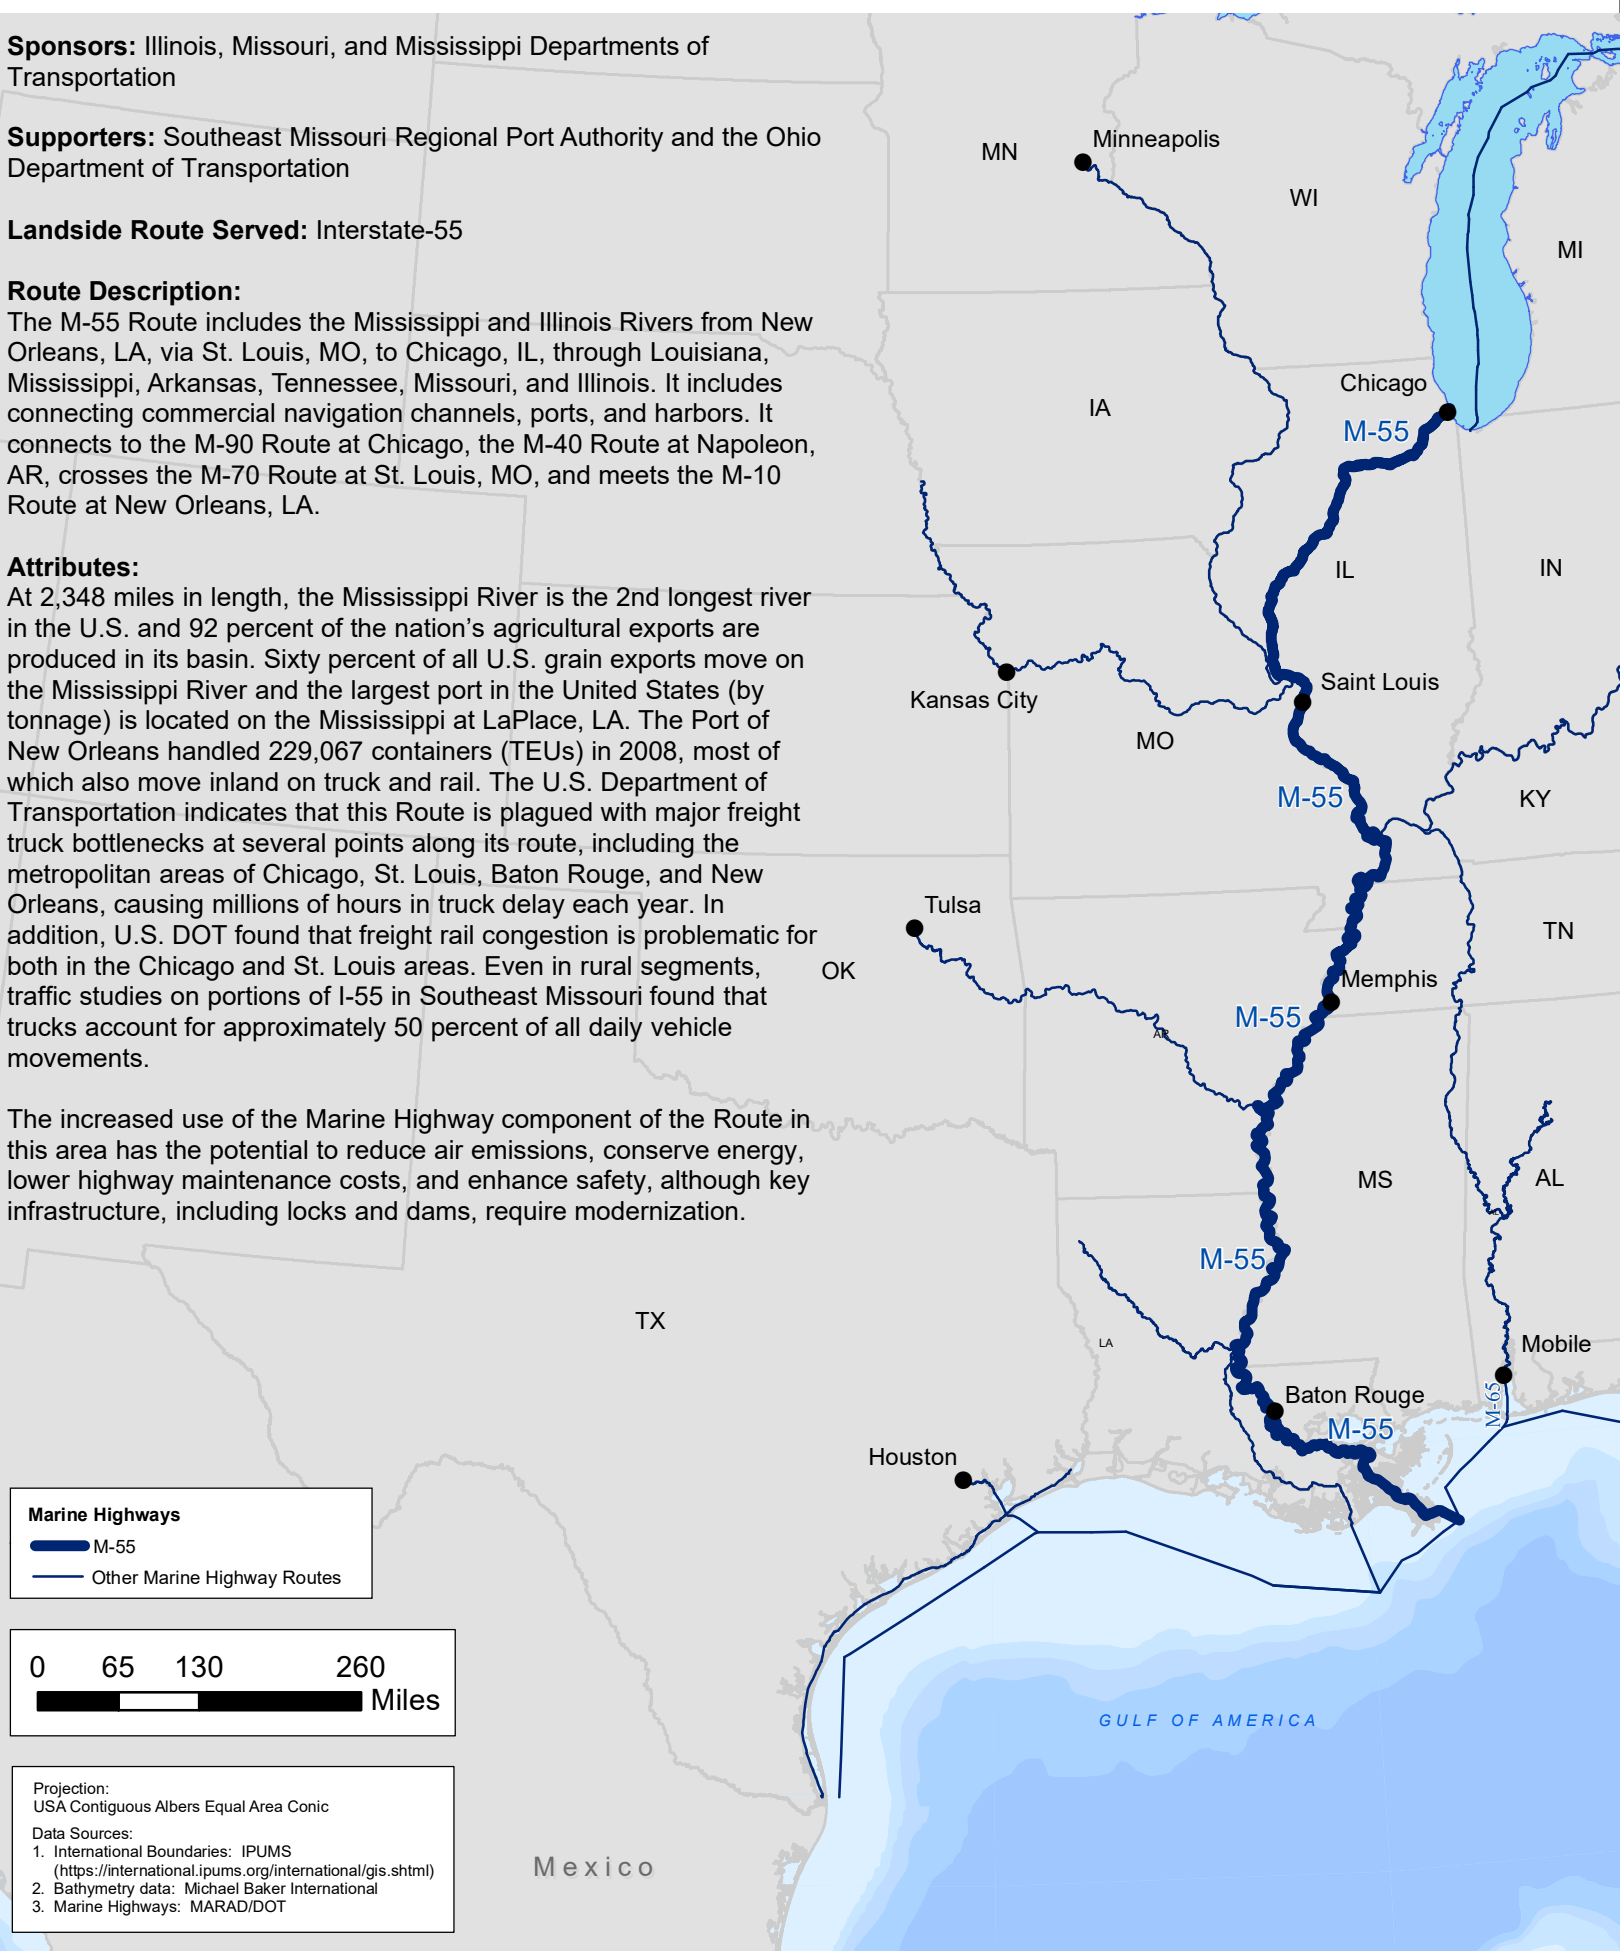 Sponsors: Illinois, Missouri, and Mississippi Departments of
Transportation
Supporters: Southeast Missouri Regional Port Authority and the Ohio
Department of Transportation
Landside Route Served: Interstate-55
Route Description:
The M-55 Route includes the Mississippi and Illinois Rivers from New
Orleans, LA, via St. Louis, MO, to Chicago, IL, through Louisiana,
Mississippi, Arkansas, Tennessee, Missouri, and Illinois. It includes
connecting commercial navigation channels, ports, and harbors. It
connects to the M-90 Route at Chicago, the M-40 Route at Napoleon,
AR, crosses the M-70 Route at St. Louis, MO, and meets the M-10
Route at New Orleans, LA.
Attributes:
At 2,348 miles in length, the Mississippi River is the 2nd longest river
in the U.S. and 92 percent of the nation’s agricultural exports are
produced in its basin. Sixty percent of all U.S. grain exports move on
the Mississippi River and the largest port in the United States (by
tonnage) is located on the Mississippi at LaPlace, LA. The Port of
New Orleans handled 229,067 containers (TEUs) in 2008, most of
which also move inland on truck and rail. The U.S. Department of
Transportation indicates that this Route is plagued with major freight
truck bottlenecks at several points along its route, including the
metropolitan areas of Chicago, St. Louis, Baton Rouge, and New
Orleans, causing millions of hours in truck delay each year. In
addition, U.S. DOT found that freight rail congestion is problematic for
both in the Chicago and St. Louis areas. Even in rural segments,
traffic studies on portions of I-55 in Southeast Missouri found that
trucks account for approximately 50 percent of all daily vehicle
movements.
The increased use of the Marine Highway component of the Route in
this area has the potential to reduce air emissions, conserve energy,
lower highway maintenance costs, and enhance safety, although key
infrastructure, including locks and dams, require modernization.
MN
Minneapolis
WI
MI
Chicago
M-55
IA
IL
IN
Saint Louis
Kansas City
MO
M-55
KY
Tulsa
TN
OK
Memphis
M-55
AR
MS
AL
M-55
TX
LA
Mobile
M-65
Baton Rouge
M-55
Houston
GULF OF AMERICA
Mexico
Marine Highways
M-55
Other Marine Highway Routes
0 65 130 260
Miles
Projection:
USA Contiguous Albers Equal Area Conic
Data Sources:
1. International Boundaries: IPUMS
(https://international.ipums.org/international/gis.shtml)
2. Bathymetry data: Michael Baker International
3. Marine Highways: MARAD/DOT